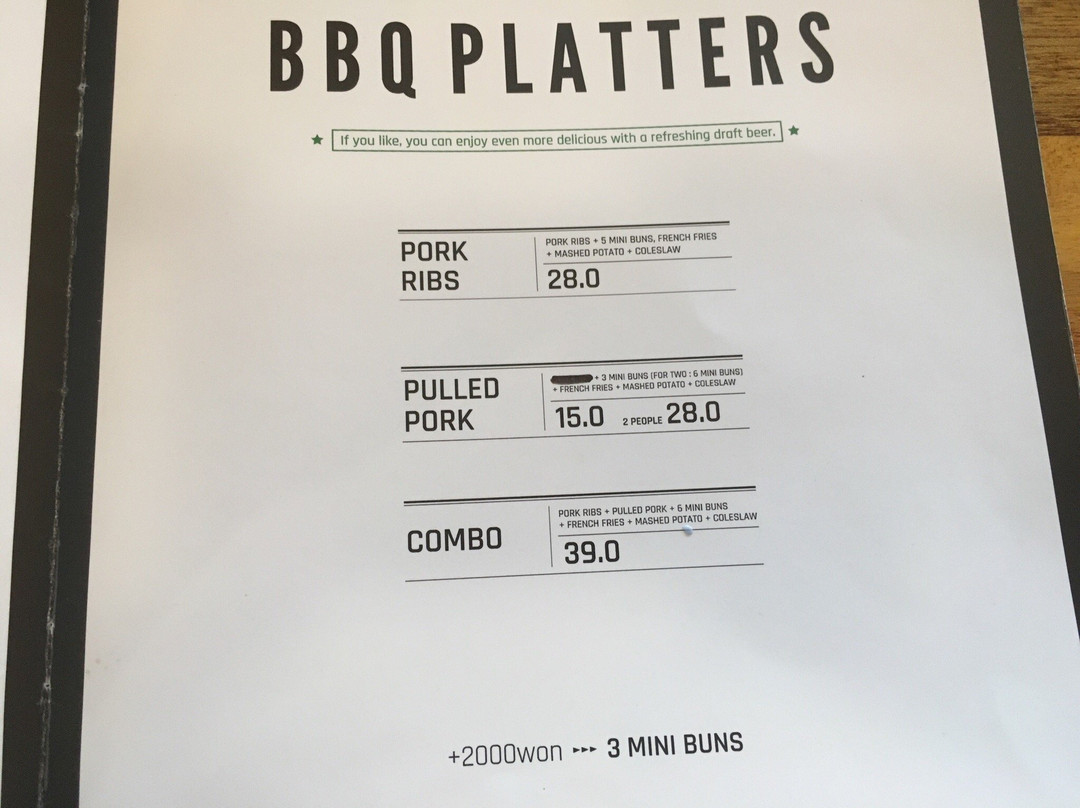 BBQ PLATTERS
If you like, you can enjoy even more delicious with a refreshing draft beer.
PORK
RIBS
PORK RIBS + 5 MINI BUNS, FRENCH FRIES
+ MASHED POTATO + COLESLAW
28.0
PULLED
PORK
+ 3 MINI BUNS (FOR TWO : 6 MINI BUNS)
+ FRENCH FRIES + MASHED POTATO + COLESLAW
15.0 2 PEOPLE 28.0
COMBO
PORK RIBS + PULLED PORK + 6 MINI BUNS
+ FRENCH FRIES + MASHED POTATO + COLESLAW
39.0
+2000won ▸▸▸ 3 MINI BUNS